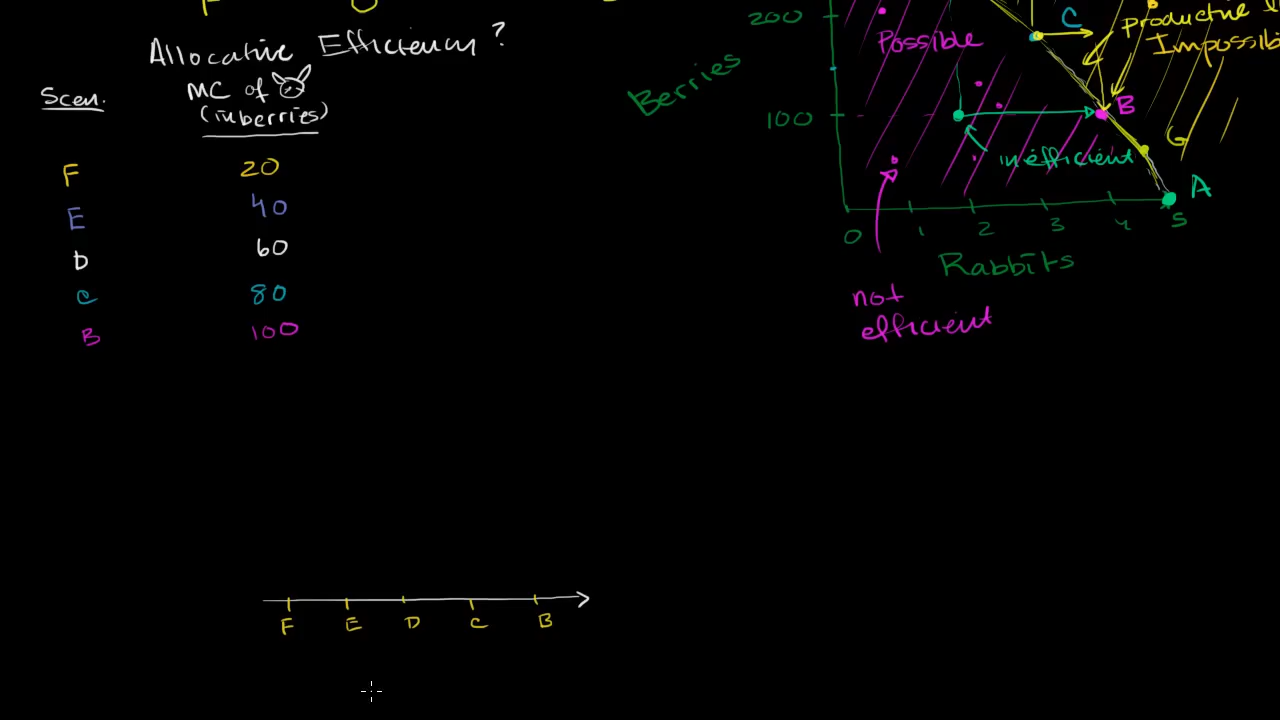 Allocative Efficiency?
Scen.
MC of
(in berries)
F 20
E 40
D 60
C 80
B 100
F E D C B
200
C
Productive
Impossib
Possible
Berries
100
B
G
inefficient
A
0 1 2 3 4 5
Rabbits
not
efficient